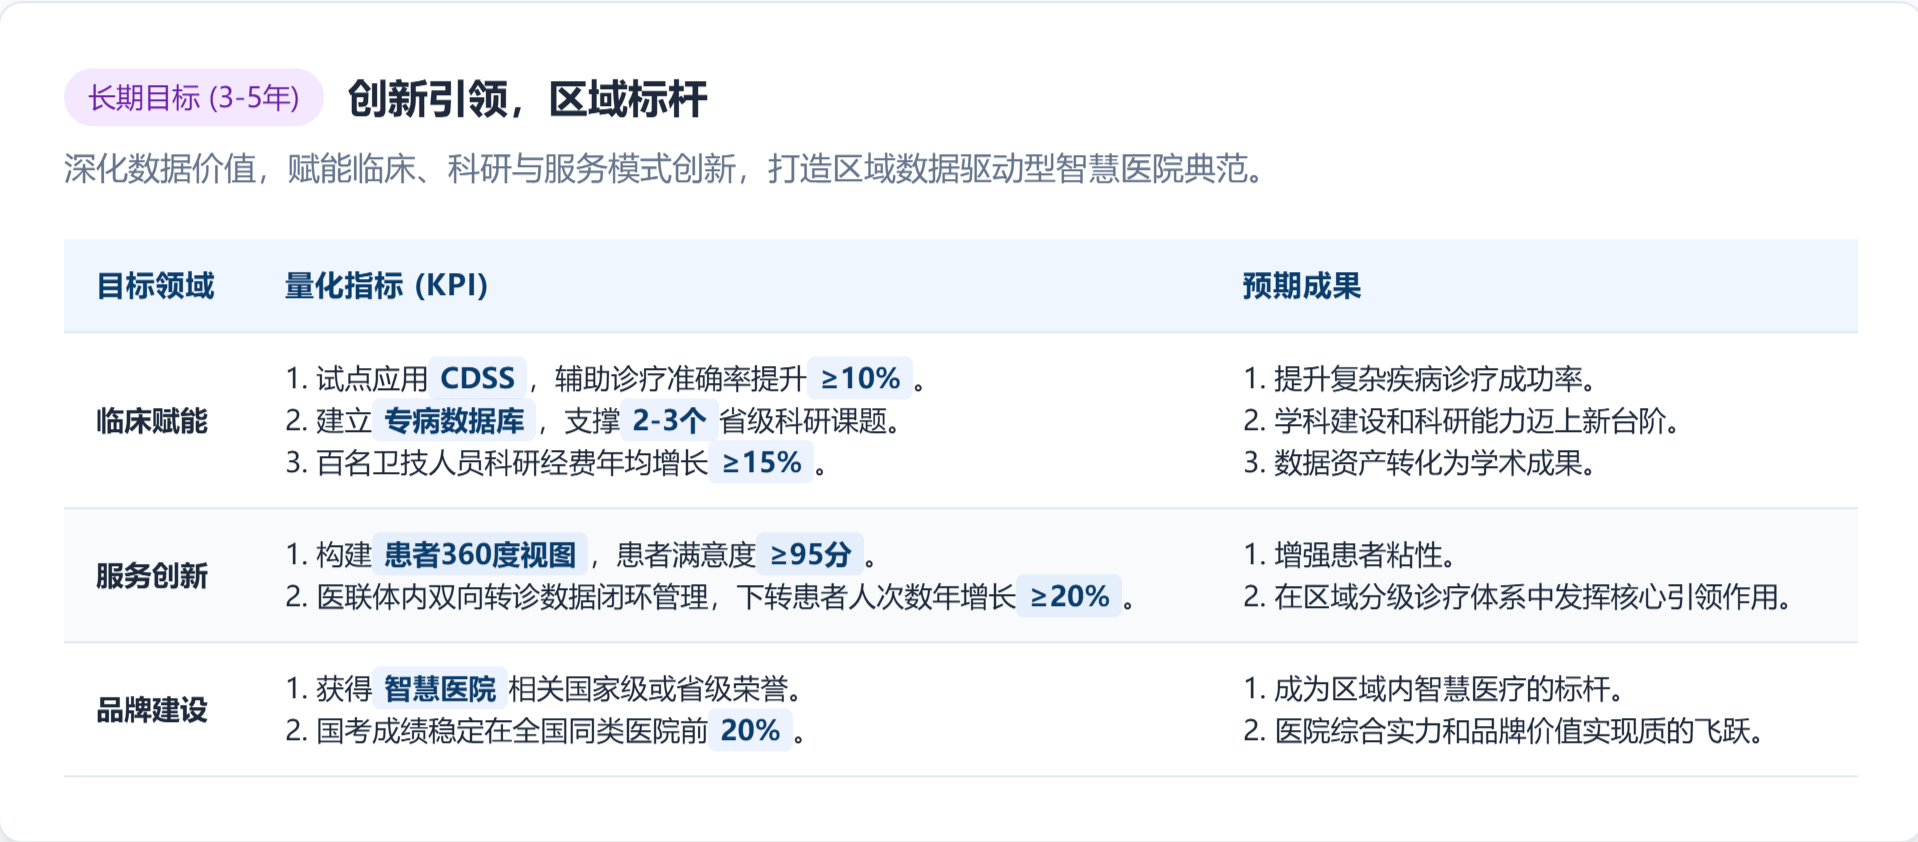 长期目标 (3-5年) 创新引领，区域标杆
深化数据价值，赋能临床、科研与服务模式创新，打造区域数据驱动型智慧医院典范。
目标领域 量化指标 (KPI) 预期成果
临床赋能
1. 试点应用 CDSS ，辅助诊疗准确率提升 ≥10% 。
2. 建立 专病数据库 ，支撑 2-3个 省级科研课题。
3. 百名卫技人员科研经费年均增长 ≥15% 。
1. 提升复杂疾病诊疗成功率。
2. 学科建设和科研能力迈上新台阶。
3. 数据资产转化为学术成果。
服务创新
1. 构建 患者360度视图 ，患者满意度 ≥95分 。
2. 医联体内双向转诊数据闭环管理，下转患者人次数年增长 ≥20% 。
1. 增强患者粘性。
2. 在区域分级诊疗体系中发挥核心引领作用。
品牌建设
1. 获得 智慧医院 相关国家级或省级荣誉。
2. 国考成绩稳定在全国同类医院前 20% 。
1. 成为区域内智慧医疗的标杆。
2. 医院综合实力和品牌价值实现质的飞跃。